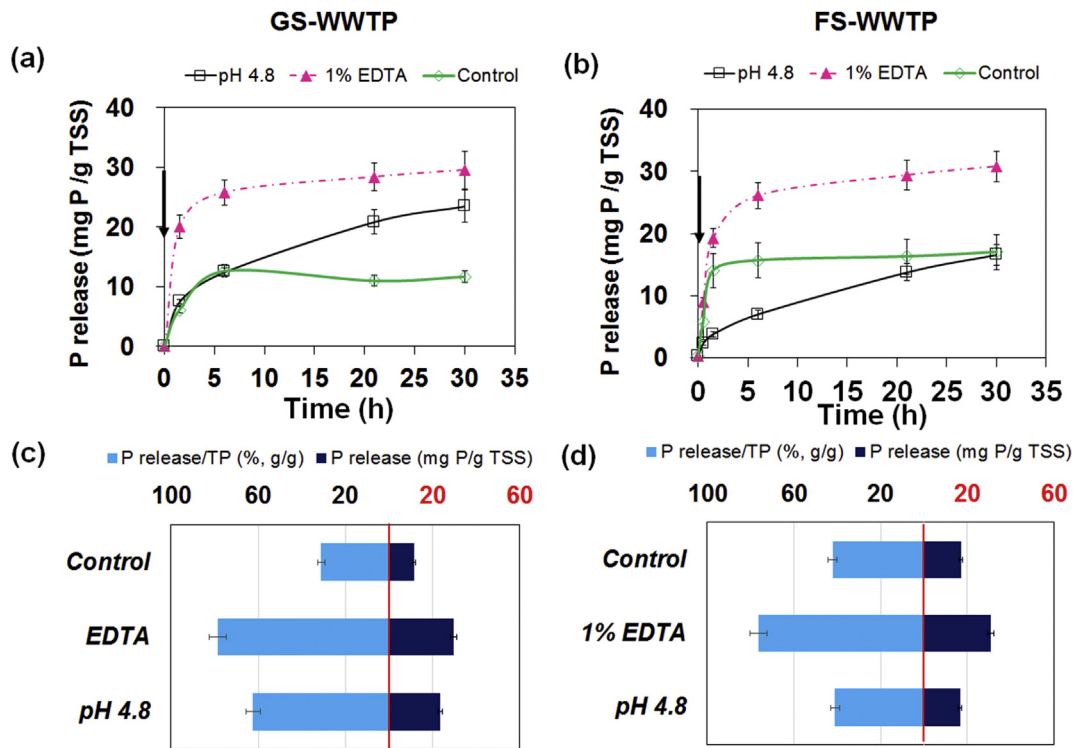 GS-WWTP
FS-WWTP
(a)
pH 4.8 1% EDTA Control
P release (mg P /g TSS)
40
30
20
10
0
0 5 10 15 20 25 30 35
Time (h)
(b)
pH 4.8 1% EDTA Control
P release (mg P /g TSS)
40
30
20
10
0
0 5 10 15 20 25 30 35
Time (h)
(c)
P release/TP (%, g/g) P release (mg P/g TSS)
100 60 20 20 60
Control
EDTA
pH 4.8
(d)
P release/TP (%, g/g) P release (mg P/g TSS)
100 60 20 20 60
Control
1% EDTA
pH 4.8